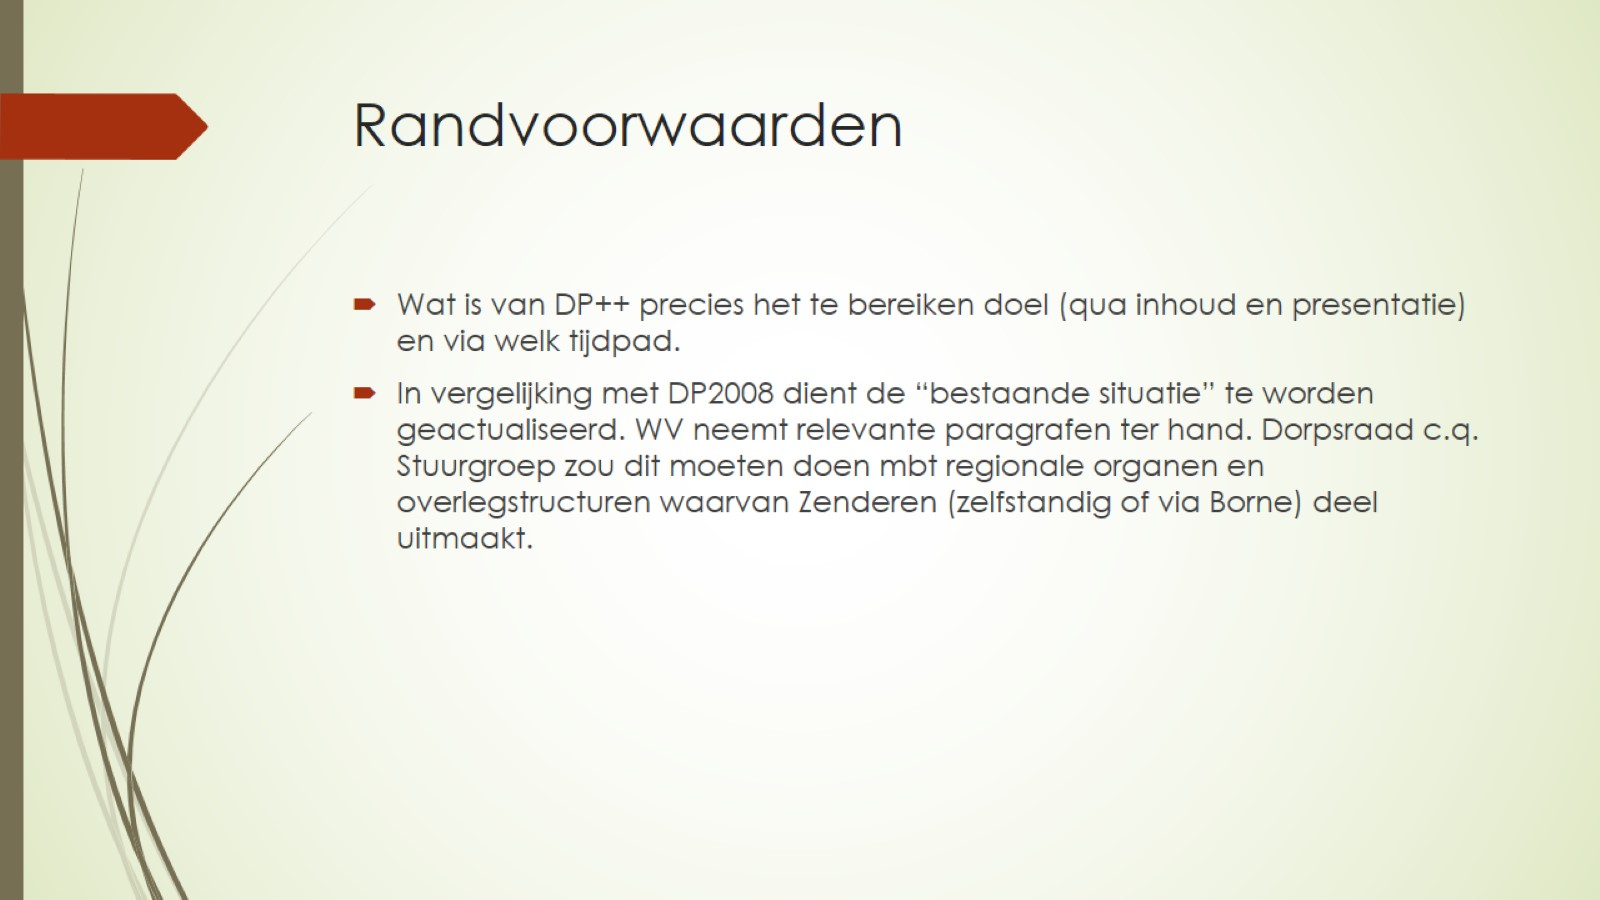 Randvoorwaarden
Wat is van DP++ precies het te bereiken doel (qua inhoud en presentatie)
en via welk tijdpad.
In vergelijking met DP2008 dient de “bestaande situatie” te worden
geactualiseerd. WV neemt relevante paragrafen ter hand. Dorpsraad c.q.
Stuurgroep zou dit moeten doen mbt regionale organen en
overlegstructuren waarvan Zenderen (zelfstandig of via Borne) deel
uitmaakt.